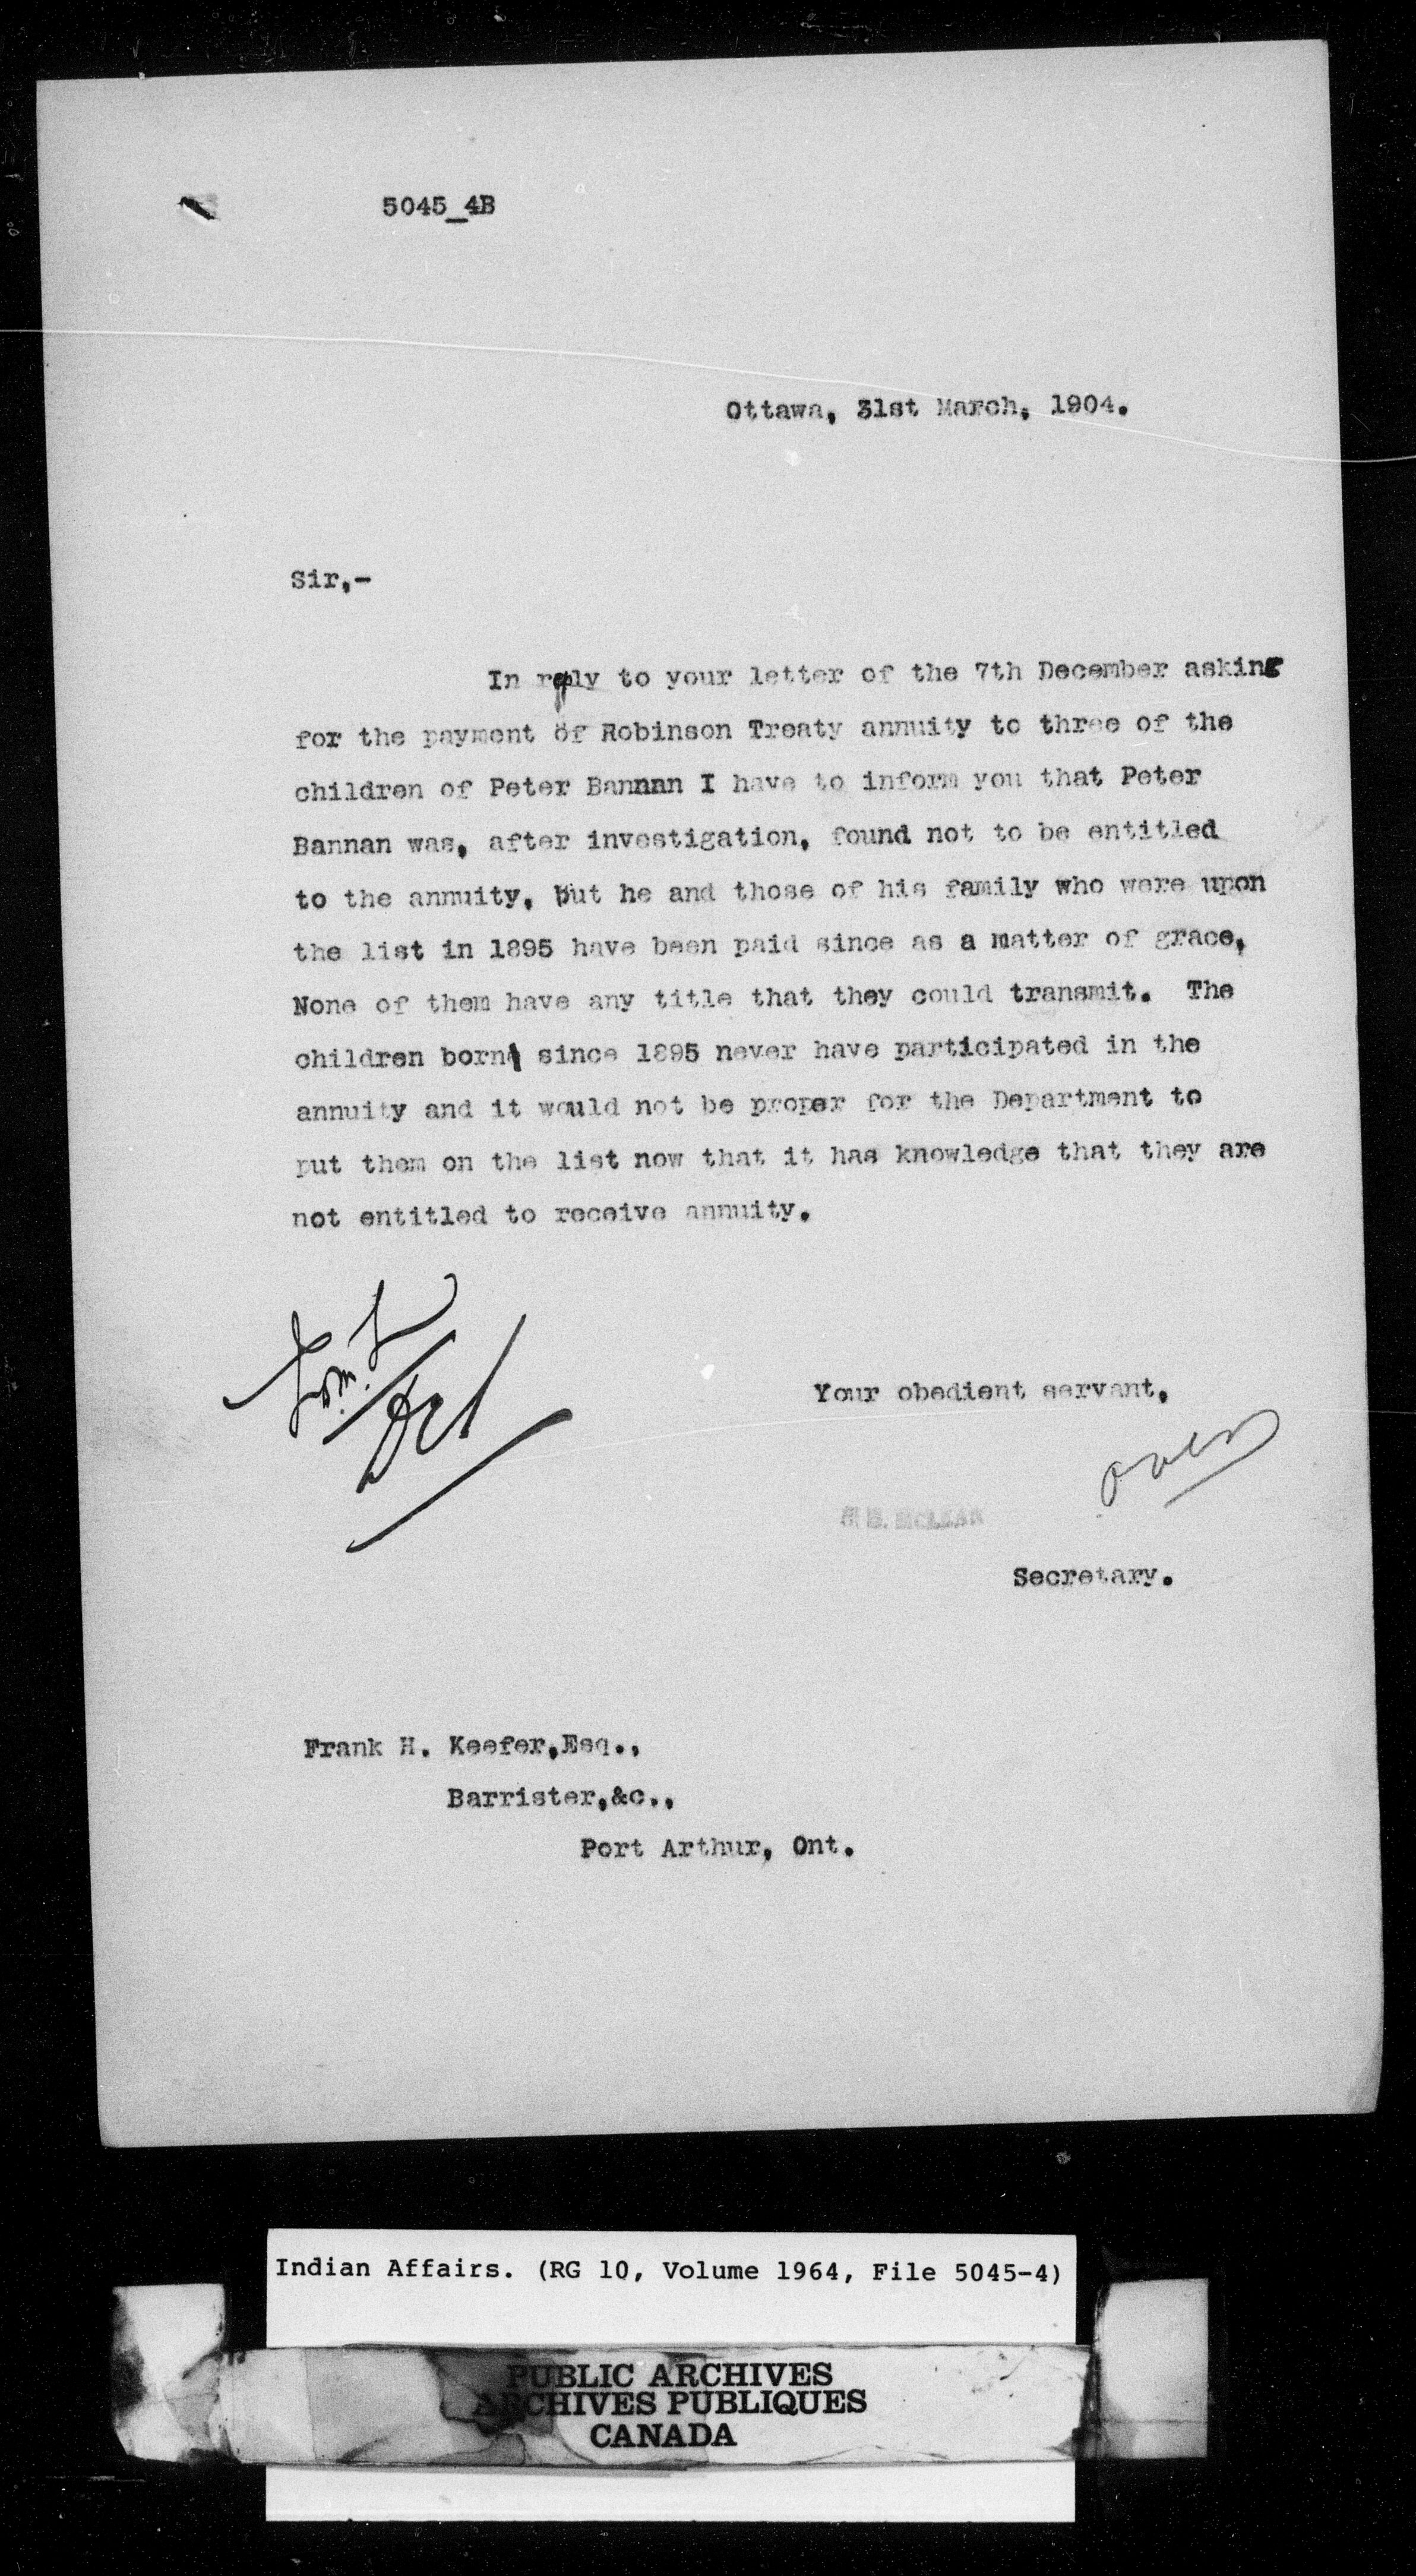 5045_4B
Ottawa, 31st March, 1904.
Sir,-
In reply to your letter of the 7th December asking
for the payment of Robinson Treaty annuity to three of the
children of Peter Bannan I have to inform you that Peter
Bannan was, after investigation, found not to be entitled
to the annuity, but he and those of his family who were upon
the list in 1895 have been paid since as a matter of grace,
None of them have any title that they could transmit. The
children born since 1895 never have participated in the
annuity and it would not be proper for the Department to
put them on the list now that it has knowledge that they are
not entitled to receive annuity.
Your obedient servant,
over
McLEAN
Secretary.
Frank H. Keefer,Esq.,
Barrister,&c.,
Port Arthur, Ont.
Indian Affairs. (RG 10, Volume 1964, File 5045-4)
PUBLIC ARCHIVES
ARCHIVES PUBLIQUES
CANADA